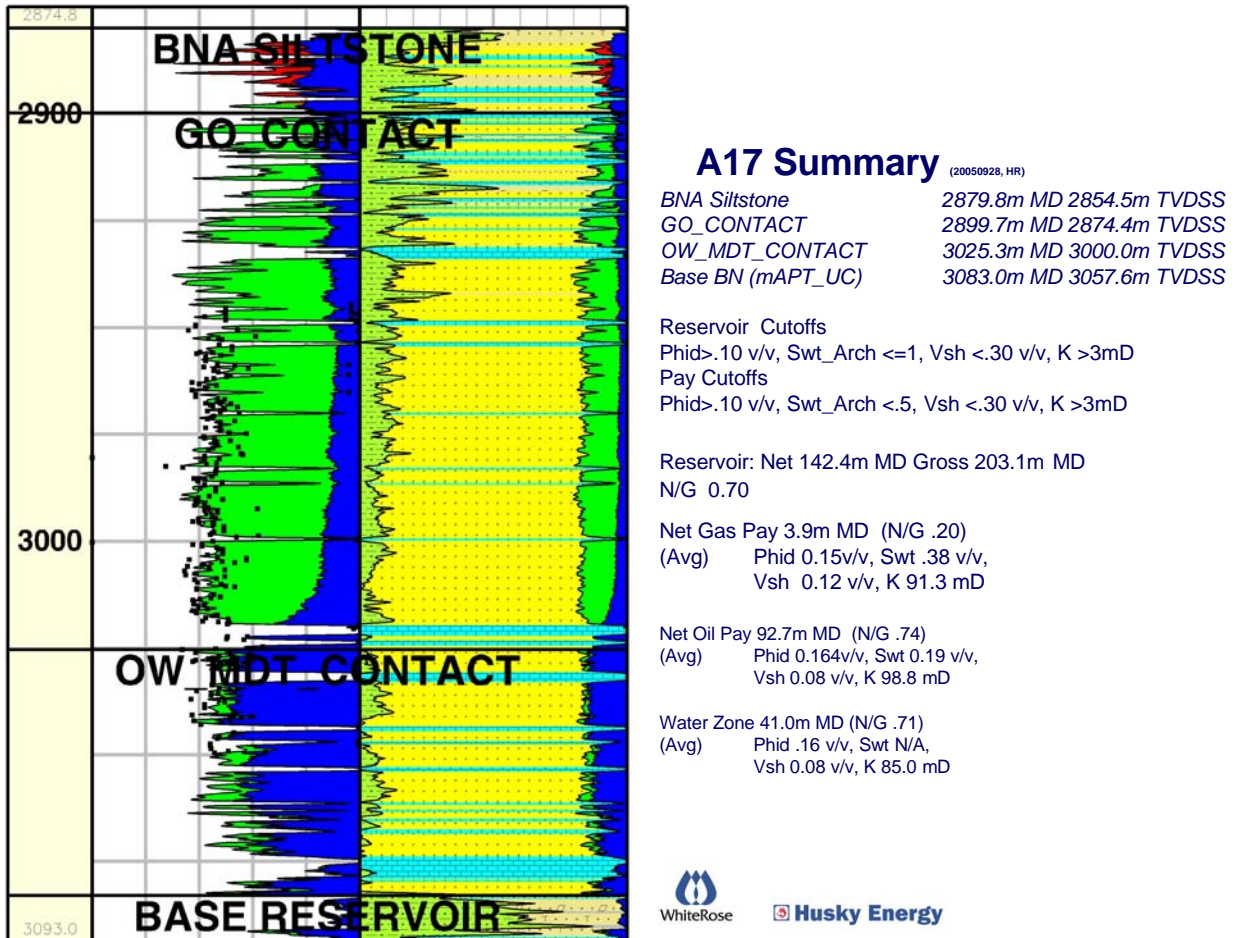 2874.8
BNA SILTSTONE
2900
GO_CONTACT
3000
OW_MDT_CONTACT
BASE_RESERVOIR
3093.0
A17 Summary (20050928, HR)
BNA Siltstone 2879.8m MD 2854.5m TVDSS
GO_CONTACT 2899.7m MD 2874.4m TVDSS
OW_MDT_CONTACT 3025.3m MD 3000.0m TVDSS
Base BN (mAPT_UC) 3083.0m MD 3057.6m TVDSS
Reservoir Cutoffs
Phid>.10 v/v, Swt_Arch <=1, Vsh <.30 v/v, K >3mD
Pay Cutoffs
Phid>.10 v/v, Swt_Arch <.5, Vsh <.30 v/v, K >3mD
Reservoir: Net 142.4m MD Gross 203.1m MD
N/G 0.70
Net Gas Pay 3.9m MD (N/G .20)
(Avg) Phid 0.15v/v, Swt .38 v/v,
Vsh 0.12 v/v, K 91.3 mD
Net Oil Pay 92.7m MD (N/G .74)
(Avg) Phid 0.164v/v, Swt 0.19 v/v,
Vsh 0.08 v/v, K 98.8 mD
Water Zone 41.0m MD (N/G .71)
(Avg) Phid .16 v/v, Swt N/A,
Vsh 0.08 v/v, K 85.0 mD
WhiteRose
Husky Energy